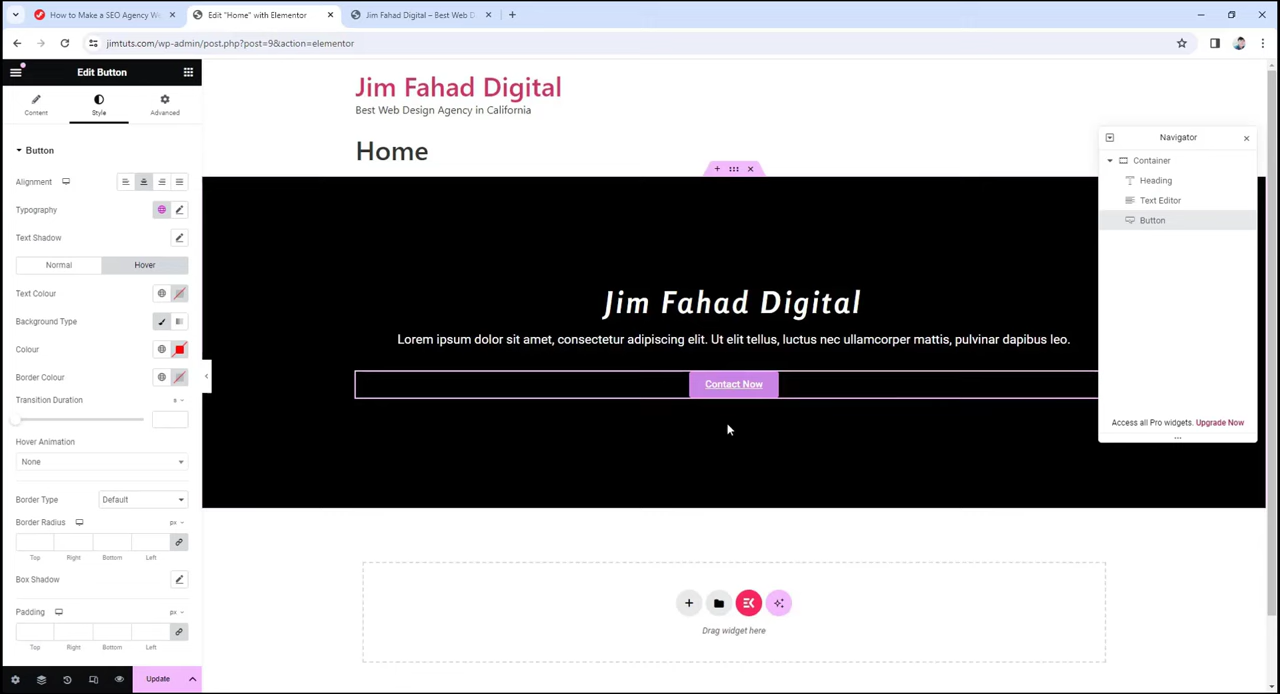 How to Make a SEO Agency We
Edit "Home" with Elementor
Jim Fahad Digital – Best Web D
jimtuts.com/wp-admin/post.php?post=9&action=elementor
Edit Button
Content
Style
Advanced
Button
Alignment
Typography
Text Shadow
Normal
Hover
Text Colour
Background Type
Colour
Border Colour
Transition Duration
s
Hover Animation
None
Border Type
Default
Border Radius
px
Top
Right
Bottom
Left
Box Shadow
Padding
px
Top
Right
Bottom
Left
Update
Jim Fahad Digital
Best Web Design Agency in California
Home
Jim Fahad Digital
Lorem ipsum dolor sit amet, consectetur adipiscing elit. Ut elit tellus, luctus nec ullamcorper mattis, pulvinar dapibus leo.
Contact Now
Drag widget here
Navigator
Container
Heading
Text Editor
Button
Access all Pro widgets. Upgrade Now